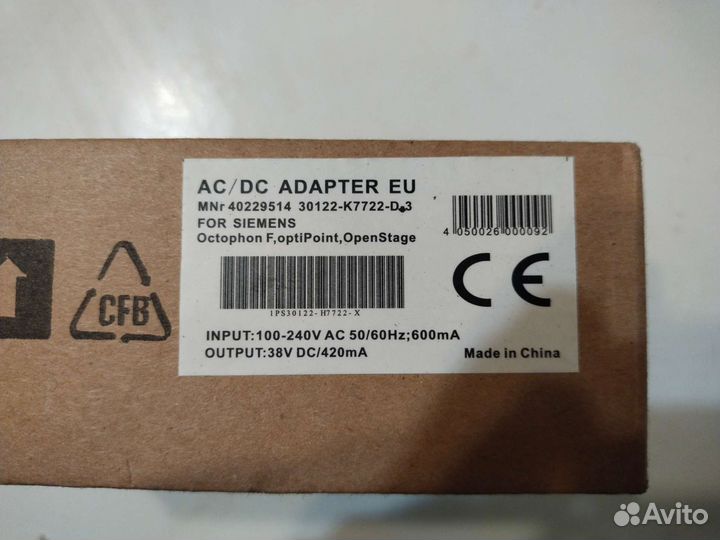 AC/DC ADAPTER EU
MNr 40229514 30122-K7722-D 3
FOR SIEMENS
Octophon F,optiPoint,OpenStage
4 050026 000092
1PS30122-H7722-X
CE
INPUT:100-240V AC 50/60Hz;600mA
OUTPUT:38V DC/420mA
Made in China
CFB
Avito